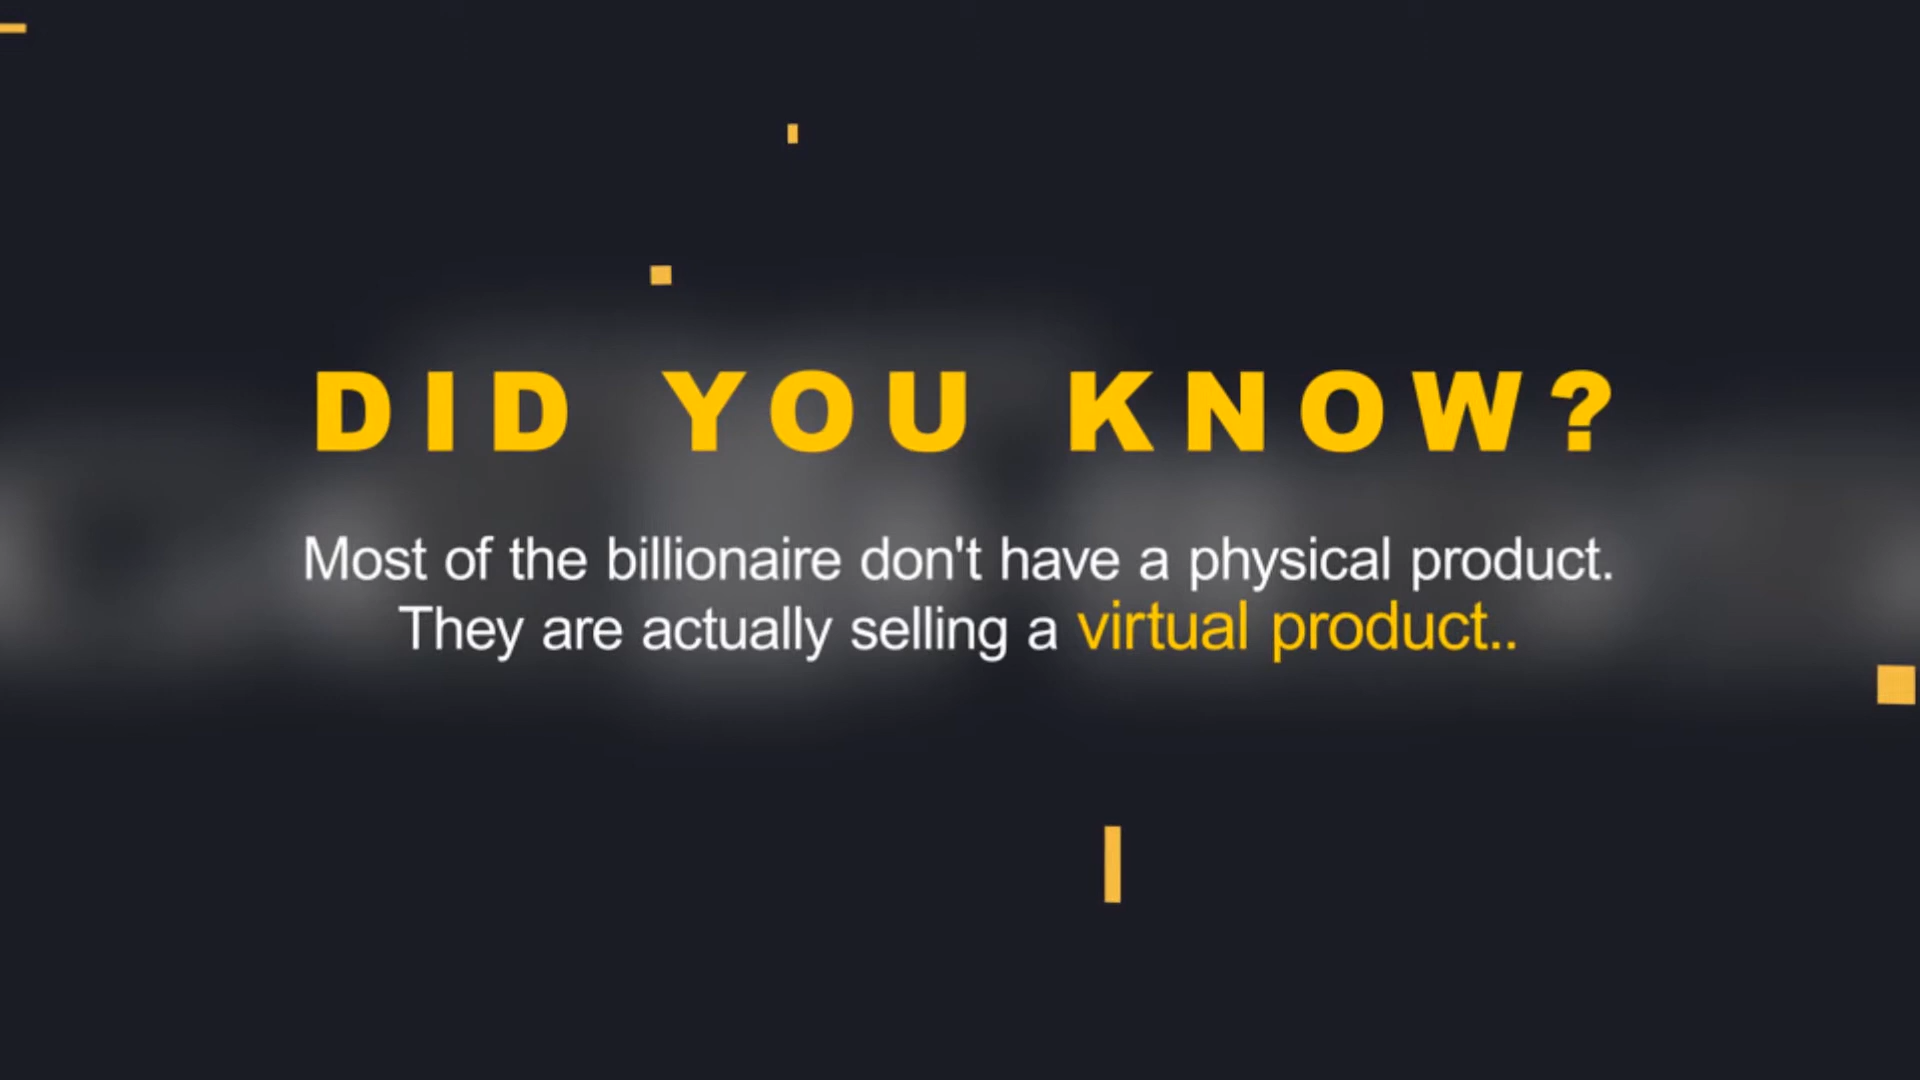 DID YOU KNOW?
Most of the billionaire don't have a physical product.
They are actually selling a virtual product..